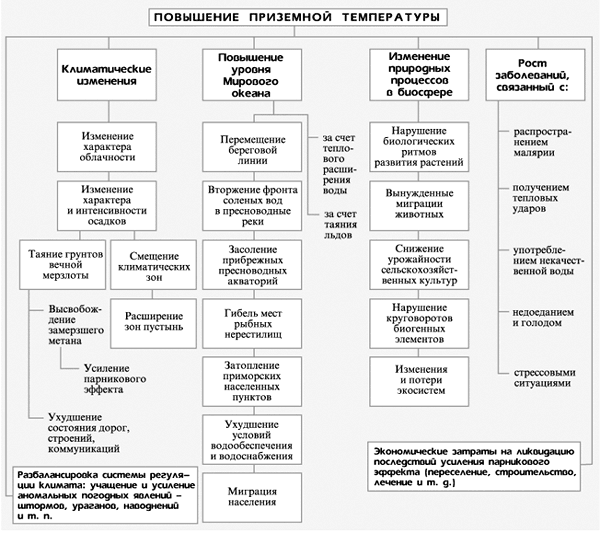 ПОВЫШЕНИЕ ПРИЗЕМНОЙ ТЕМПЕРАТУРЫ
Климатические
изменения
Изменение
характера
облачности
Изменение
характера
и интенсивности
осадков
Таяние грунтов
вечной
мерзлоты
Смещение
климатических
зон
Расширение
зон пустынь
Высвобож-
дение
замерзшего
метана
Усиление
парникового
эффекта
Ухудшение
состояния дорог,
строений,
коммуникаций
Разбалансировка системы регуля-
ции климата: учащение и усиление
аномальных погодных явлений –
штормов, ураганов, наводнений
и т. п.
Повышение
уровня
Мирового
океана
за счет
тепло-
вого
расши-
рения
воды
за счет
таяния
льдов
Перемещение
береговой
линии
Вторжение фронта
соленых вод
в пресноводные
реки
Засоление
прибрежных
пресноводных
акваторий
Гибель мест
рыбных
нерестилищ
Затопление
приморских
населенных
пунктов
Ухудшение
условий
водообеспечения
и водоснабжения
Миграция
населения
Изменение
природных
процессов
в биосфере
Нарушение
биологических
ритмов
развития растений
Вынужденные
миграции
животных
Снижение
урожайности
сельскохозяйст-
венных культур
Нарушение
круговоротов
биогенных
элементов
Изменения
и потери
экосистем
Рост
заболеваний,
связанный с:
распростра-
нением
малярии
получением
тепловых
ударов
употребле-
нием некачест-
венной воды
недоеданием
и голодом
стрессовыми
ситуациями
Экономические затраты на ликвидацию
последствий усиления парникового
эффекта (переселение, строительство,
лечение и т. д.)